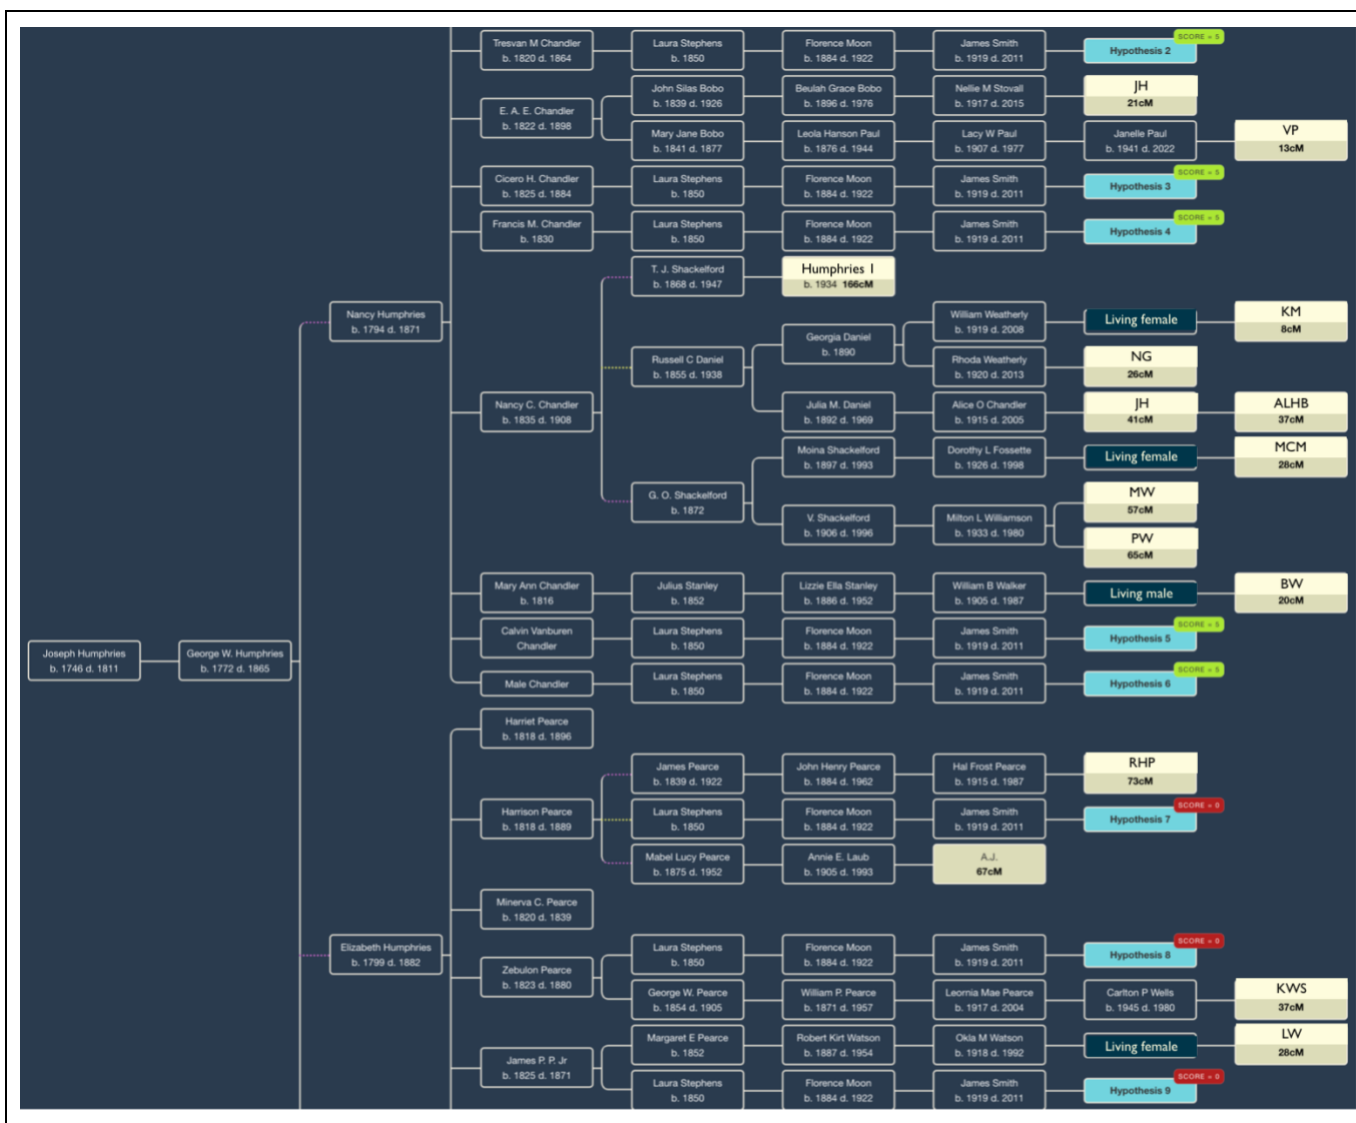 SCORE = 5
Tresvan M Chandler
b. 1820 d. 1864
Laura Stephens
b. 1850
Florence Moon
b. 1884 d. 1922
James Smith
b. 1919 d. 2011
Hypothesis 2
E. A. E. Chandler
b. 1822 d. 1898
John Silas Bobo
b. 1839 d. 1926
Beulah Grace Bobo
b. 1896 d. 1976
Nellie M Stovall
b. 1917 d. 2015
JH
21cM
Mary Jane Bobo
b. 1841 d. 1877
Leola Hanson Paul
b. 1876 d. 1944
Lacy W Paul
b. 1907 d. 1977
Janelle Paul
b. 1941 d. 2022
VP
13cM
SCORE = 5
Cicero H. Chandler
b. 1825 d. 1884
Laura Stephens
b. 1850
Florence Moon
b. 1884 d. 1922
James Smith
b. 1919 d. 2011
Hypothesis 3
SCORE = 5
Francis M. Chandler
b. 1830
Laura Stephens
b. 1850
Florence Moon
b. 1884 d. 1922
James Smith
b. 1919 d. 2011
Hypothesis 4
T. J. Shackelford
b. 1868 d. 1947
Humphries 1
b. 1934 166cM
Nancy Humphries
b. 1794 d. 1871
Georgia Daniel
b. 1890
William Weatherly
b. 1919 d. 2008
Living female
KM
8cM
Russell C Daniel
b. 1855 d. 1938
Rhoda Weatherly
b. 1920 d. 2013
NG
26cM
Nancy C. Chandler
b. 1835 d. 1908
Julia M. Daniel
b. 1892 d. 1969
Alice O Chandler
b. 1915 d. 2005
JH
41cM
ALHB
37cM
Moina Shackelford
b. 1897 d. 1993
Dorothy L Fossette
b. 1926 d. 1998
Living female
MCM
28cM
G. O. Shackelford
b. 1872
V. Shackelford
b. 1906 d. 1996
Milton L Williamson
b. 1933 d. 1980
MW
57cM
PW
65cM
Mary Ann Chandler
b. 1816
Julius Stanley
b. 1852
Lizzie Ella Stanley
b. 1886 d. 1952
William B Walker
b. 1905 d. 1987
Living male
BW
20cM
SCORE = 5
Calvin Vanburen
Chandler
Laura Stephens
b. 1850
Florence Moon
b. 1884 d. 1922
James Smith
b. 1919 d. 2011
Hypothesis 5
Joseph Humphries
b. 1746 d. 1811
George W. Humphries
b. 1772 d. 1865
SCORE = 5
Male Chandler
Laura Stephens
b. 1850
Florence Moon
b. 1884 d. 1922
James Smith
b. 1919 d. 2011
Hypothesis 6
Harriet Pearce
b. 1818 d. 1896
James Pearce
b. 1839 d. 1922
John Henry Pearce
b. 1884 d. 1962
Hal Frost Pearce
b. 1915 d. 1987
RHP
73cM
SCORE = 0
Harrison Pearce
b. 1818 d. 1889
Laura Stephens
b. 1850
Florence Moon
b. 1884 d. 1922
James Smith
b. 1919 d. 2011
Hypothesis 7
Mabel Lucy Pearce
b. 1875 d. 1952
Annie E. Laub
b. 1905 d. 1993
A.J.
67cM
Minerva C. Pearce
b. 1820 d. 1839
Elizabeth Humphries
b. 1799 d. 1882
SCORE = 0
Laura Stephens
b. 1850
Florence Moon
b. 1884 d. 1922
James Smith
b. 1919 d. 2011
Hypothesis 8
Zebulon Pearce
b. 1823 d. 1880
George W. Pearce
b. 1854 d. 1905
William P. Pearce
b. 1871 d. 1957
Leornia Mae Pearce
b. 1917 d. 2004
Carlton P Wells
b. 1945 d. 1980
KWS
37cM
Margaret E Pearce
b. 1852
Robert Kirt Watson
b. 1887 d. 1954
Okla M Watson
b. 1918 d. 1992
Living female
LW
28cM
James P. P. Jr
b. 1825 d. 1871
SCORE = 0
Laura Stephens
b. 1850
Florence Moon
b. 1884 d. 1922
James Smith
b. 1919 d. 2011
Hypothesis 9